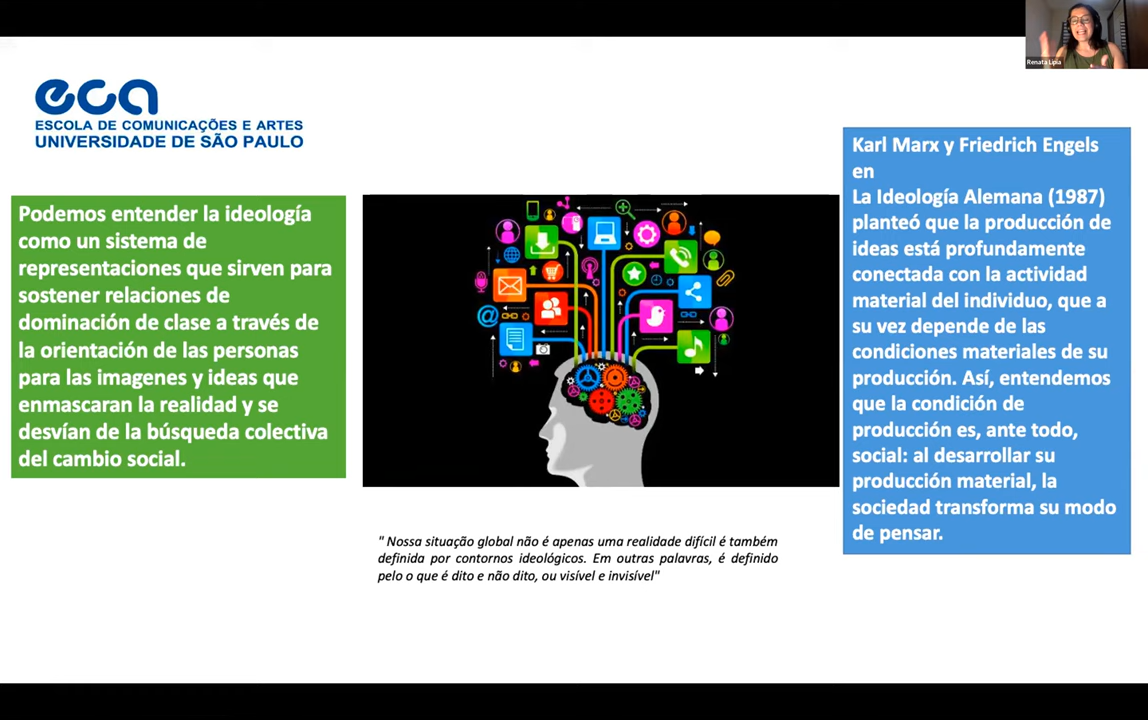 Renata Lipia
eca
ESCOLA DE COMUNICAÇÕES E ARTES
UNIVERSIDADE DE SÃO PAULO
Podemos entender la ideología
como un sistema de
representaciones que sirven para
sostener relaciones de
dominación de clase a través de
la orientación de las personas
para las imagenes y ideas que
enmascaran la realidad y se
desvían de la búsqueda colectiva
del cambio social.
@
" Nossa situação global não é apenas uma realidade difícil é também
definida por contornos ideológicos. Em outras palavras, é definido
pelo o que é dito e não dito, ou visível e invisível"
Karl Marx y Friedrich Engels
en
La Ideología Alemana (1987)
planteó que la producción de
ideas está profundamente
conectada con la actividad
material del individuo, que a
su vez depende de las
condiciones materiales de su
producción. Así, entendemos
que la condición de
producción es, ante todo,
social: al desarrollar su
producción material, la
sociedad transforma su modo
de pensar.